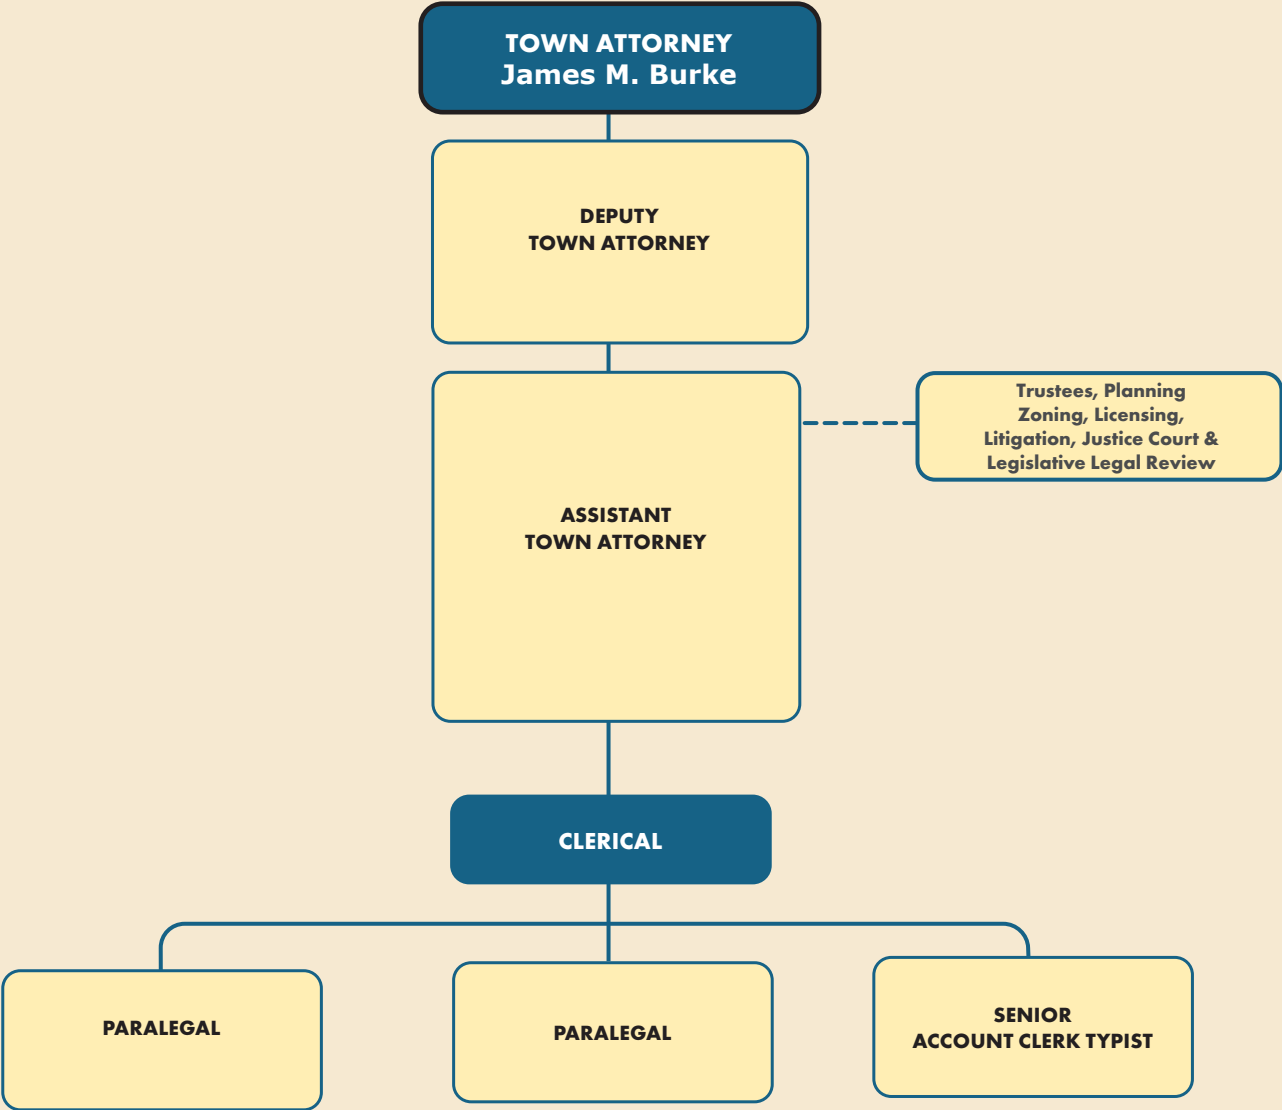 TOWN ATTORNEY
James M. Burke
DEPUTY
TOWN ATTORNEY
Trustees, Planning
Zoning, Licensing,
Litigation, Justice Court &
Legislative Legal Review
ASSISTANT
TOWN ATTORNEY
CLERICAL
PARALEGAL
PARALEGAL
SENIOR
ACCOUNT CLERK TYPIST